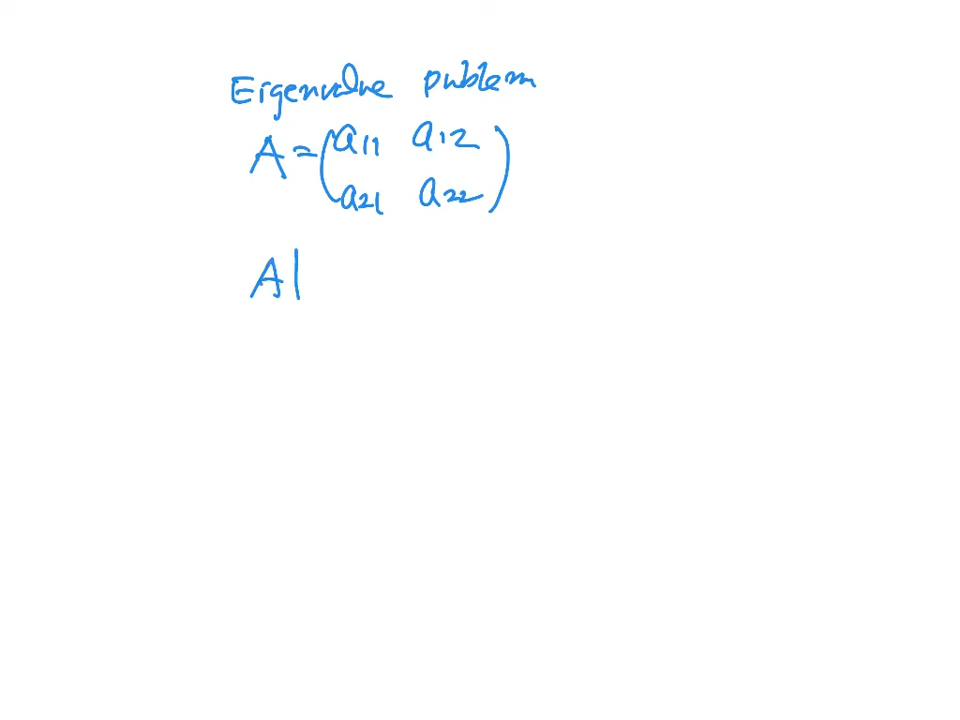 Eigenvalue problem
A = (a11 a12
a21 a22)
A|